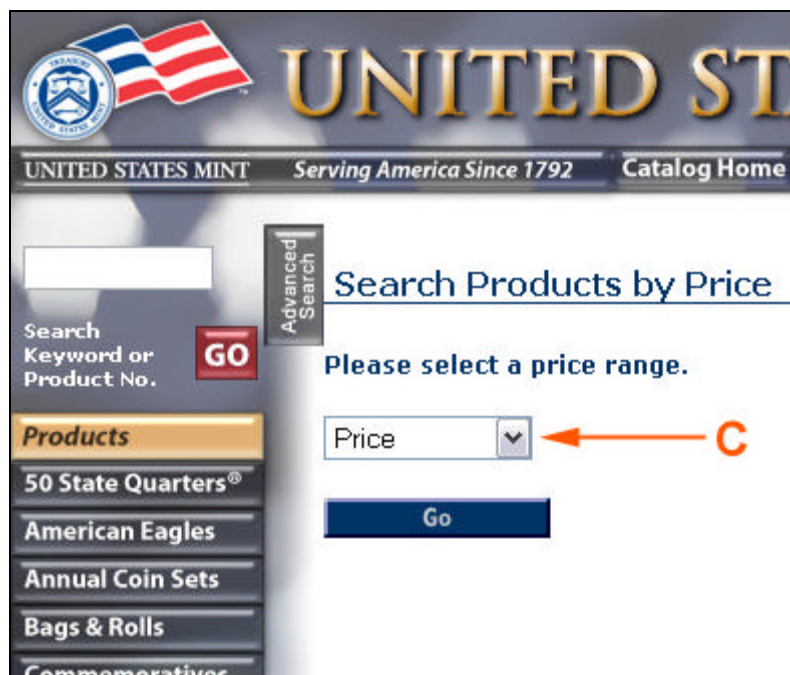 UNITED ST
UNITED STATES MINT Serving America Since 1792 Catalog Home
Advanced
Search
Search Products by Price
Search
Keyword or
Product No.
GO
Please select a price range.
Products
Price
C
50 State Quarters®
Go
American Eagles
Annual Coin Sets
Bags & Rolls
Commemoratives